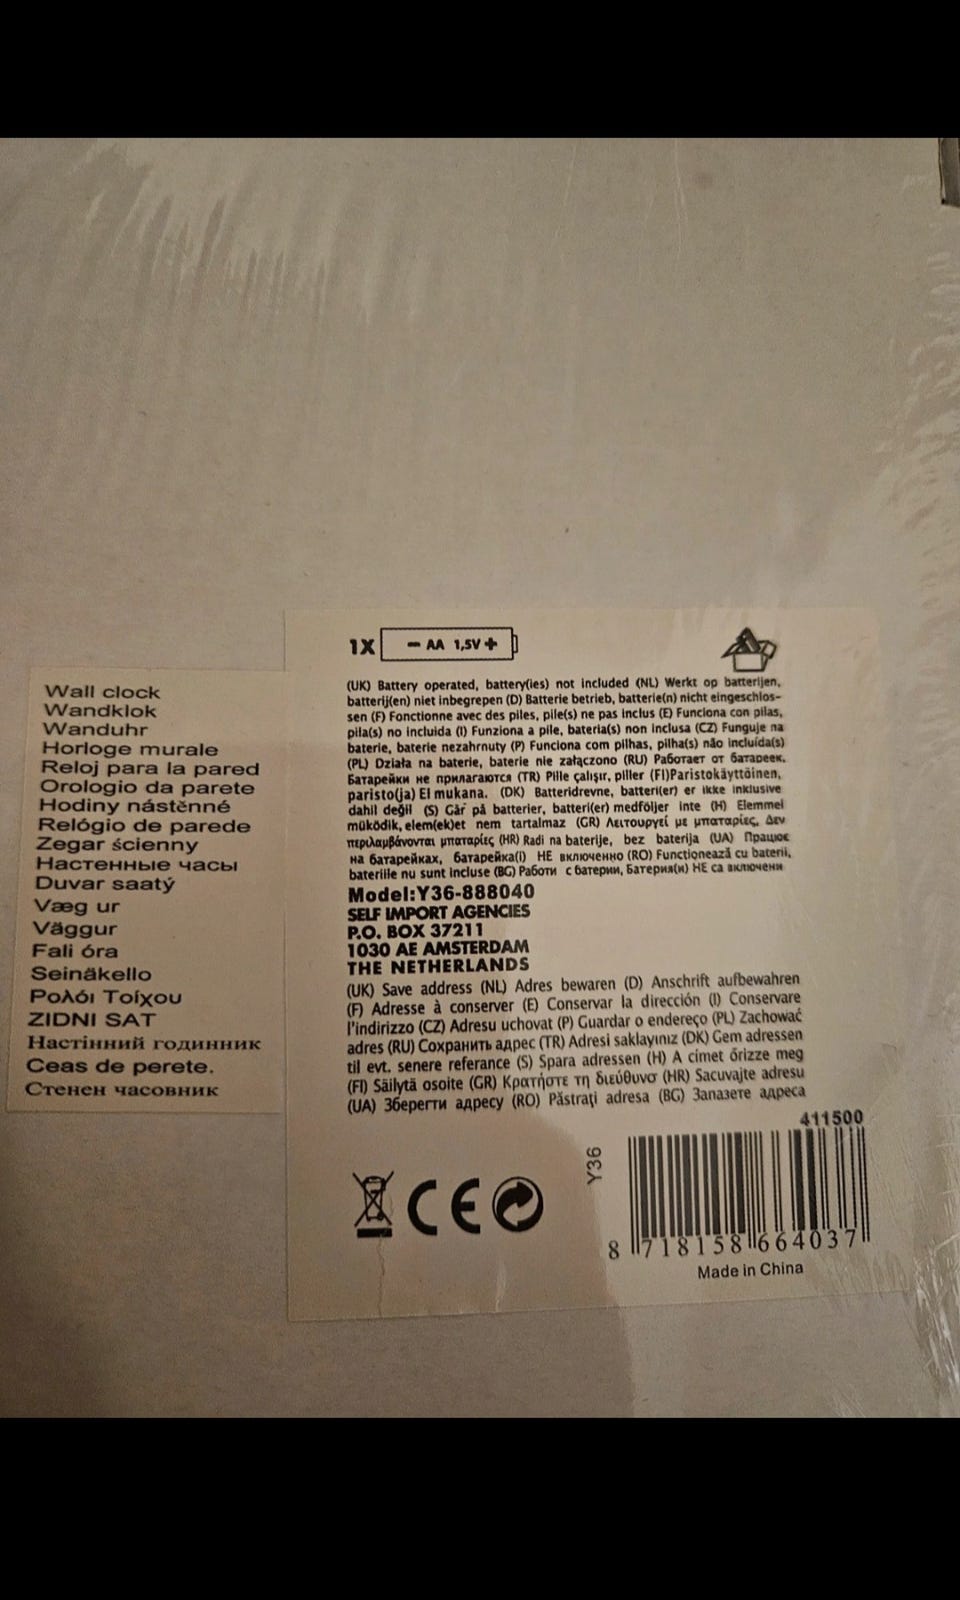 Wall clock
Wandklok
Wanduhr
Horloge murale
Reloj para la pared
Orologio da parete
Hodiny nástěnné
Relógio de parede
Zegar ścienny
Настенные часы
Duvar saatý
Væg ur
Väggur
Fali óra
Seinäkello
Ρολόι Τοίχου
ZIDNI SAT
Настінний годинник
Ceas de perete.
Стенен часовник
1X - AA 1,5V +
(UK) Battery operated, battery(ies) not included (NL) Werkt op batterijen,
batterij(en) niet inbegrepen (D) Batterie betrieb, batterie(n) nicht eingeschlos-
sen (F) Fonctionne avec des piles, pile(s) ne pas inclus (E) Funciona con pilas,
pila(s) no incluida (I) Funziona a pile, bateria(s) non inclusa (CZ) Funguje na
baterie, baterie nezahrnuty (P) Funciona com pilhas, pilha(s) não incluída(s)
(PL) Działa na baterie, baterie nie załączono (RU) Работает от батареек.
Батарейки не прилагаются (TR) Pille çalışır, piller (FI)Paristokäyttöinen,
paristo(ja) EI mukana. (DK) Batteridrevne, batteri(er) er ikke inklusive
dahil değil (S) Går på batterier, batteri(er) medföljer inte (H) Elemmel
müködik, elem(ek)et nem tartalmaz (GR) Λειτουργεί με μπαταρίες, Δεν
περιλαμβάνονται μπαταρίες (HR) Radi na baterije, bez baterija (UA) Працює
на батарейках, батарейка(і) НЕ включенно (RO) Functionează cu baterii,
bateriile nu sunt incluse (BG) Работи с батерии, Батерия(и) НЕ са включени
Model:Y36-888040
SELF IMPORT AGENCIES
P.O. BOX 37211
1030 AE AMSTERDAM
THE NETHERLANDS
(UK) Save address (NL) Adres bewaren (D) Anschrift aufbewahren
(F) Adresse à conserver (E) Conservar la dirección (I) Conservare
l'indirizzo (CZ) Adresu uchovat (P) Guardar o endereço (PL) Zachować
adres (RU) Сохранить адрес (TR) Adresi saklayınız (DK) Gem adressen
til evt. senere referance (S) Spara adressen (H) A cimet őrizze meg
(FI) Säilytä osoite (GR) Κρατήστε τη διεύθυνσ (HR) Sacuvajte adresu
(UA) Зберегти адресу (RO) Păstraţi adresa (BG) Запазете адреса
411500
Y36
CE
8 718158 664037
Made in China